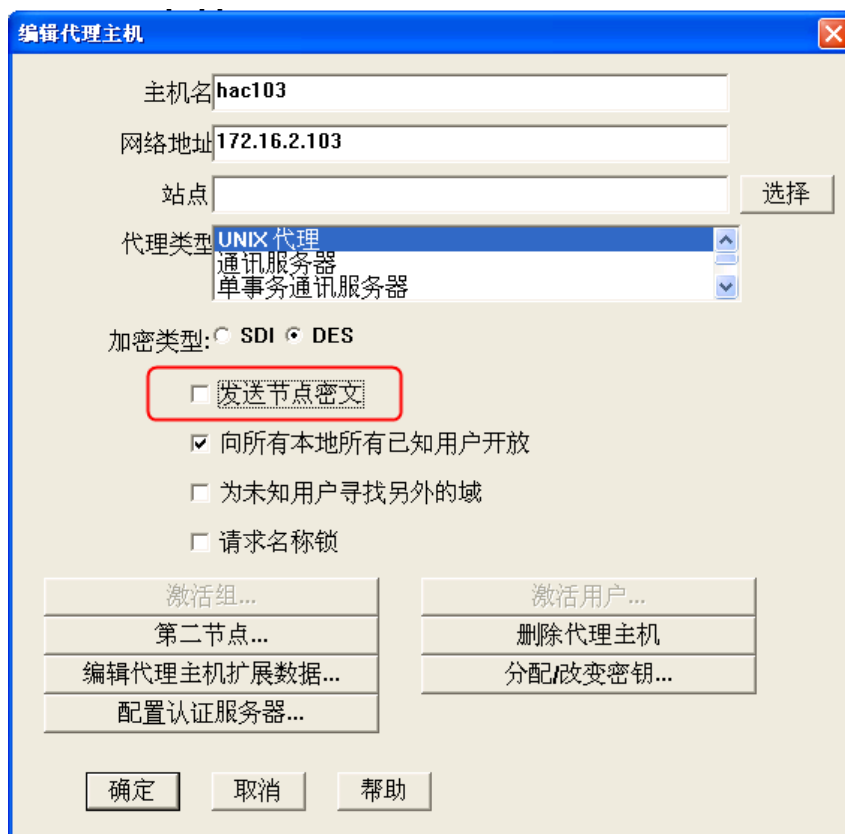 编辑代理主机
主机名 hac103
网络地址 172.16.2.103
站点 选择
代理类型 UNIX 代理
通讯服务器
单事务通讯服务器
加密类型: SDI DES
发送节点密文
向所有本地所有已知用户开放
为未知用户寻找另外的域
请求名称锁
激活组... 激活用户...
第二节点... 删除代理主机
编辑代理主机扩展数据... 分配/改变密钥...
配置认证服务器...
确定 取消 帮助